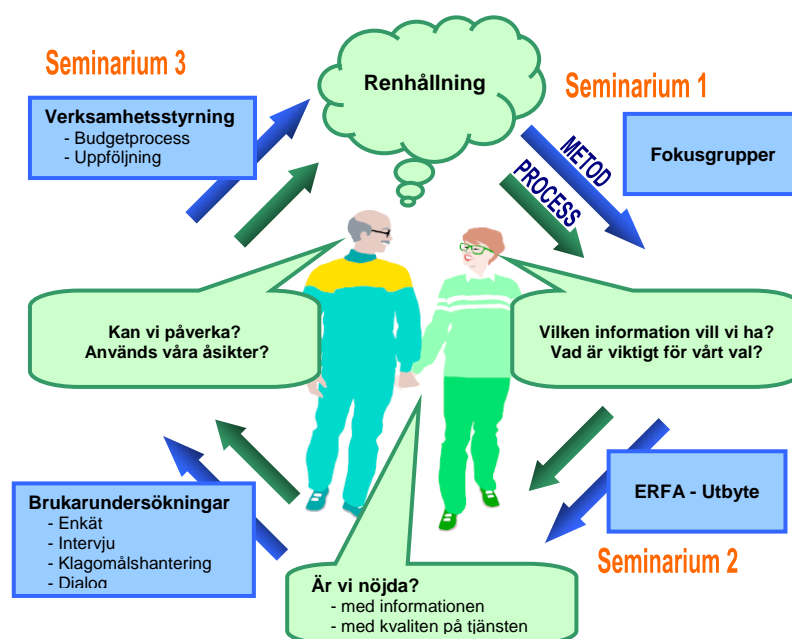 Seminarium 3
Renhållning
Seminarium 1
Verksamhetsstyrning
- Budgetprocess
- Uppföljning
METOD
PROCESS
Fokusgrupper
Kan vi påverka?
Används våra åsikter?
Vilken information vill vi ha?
Vad är viktigt för vårt val?
Brukarundersökningar
- Enkät
- Intervju
- Klagomålshantering
- Dialog
ERFA - Utbyte
Seminarium 2
Är vi nöjda?
- med informationen
- med kvaliten på tjänsten